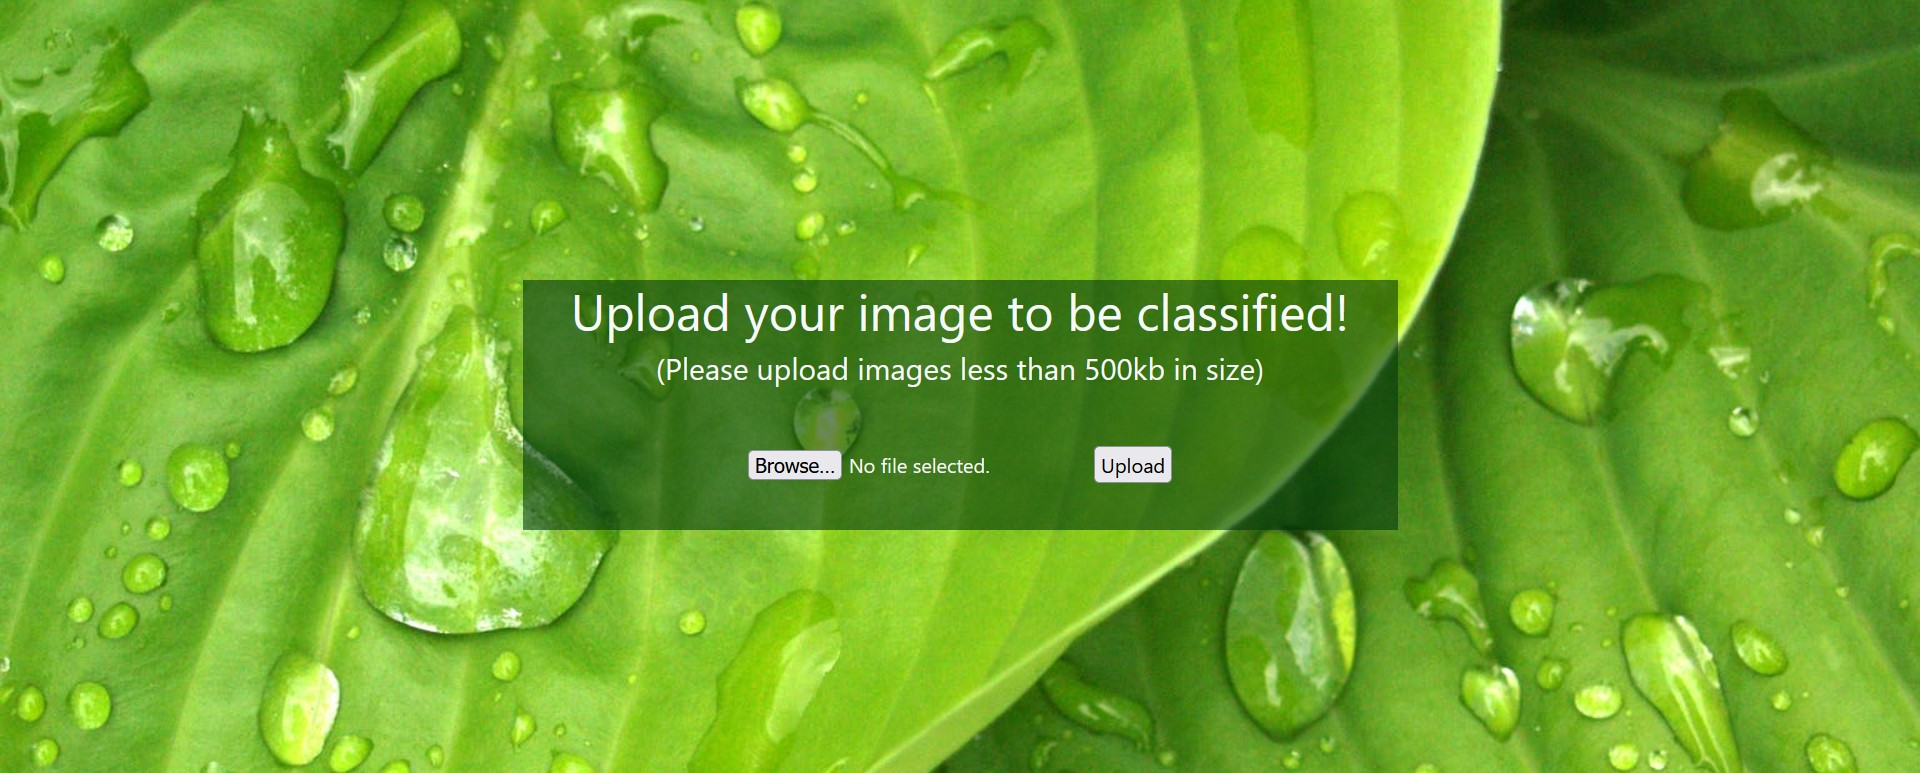 Upload your image to be classified!
(Please upload images less than 500kb in size)
Browse... No file selected. Upload